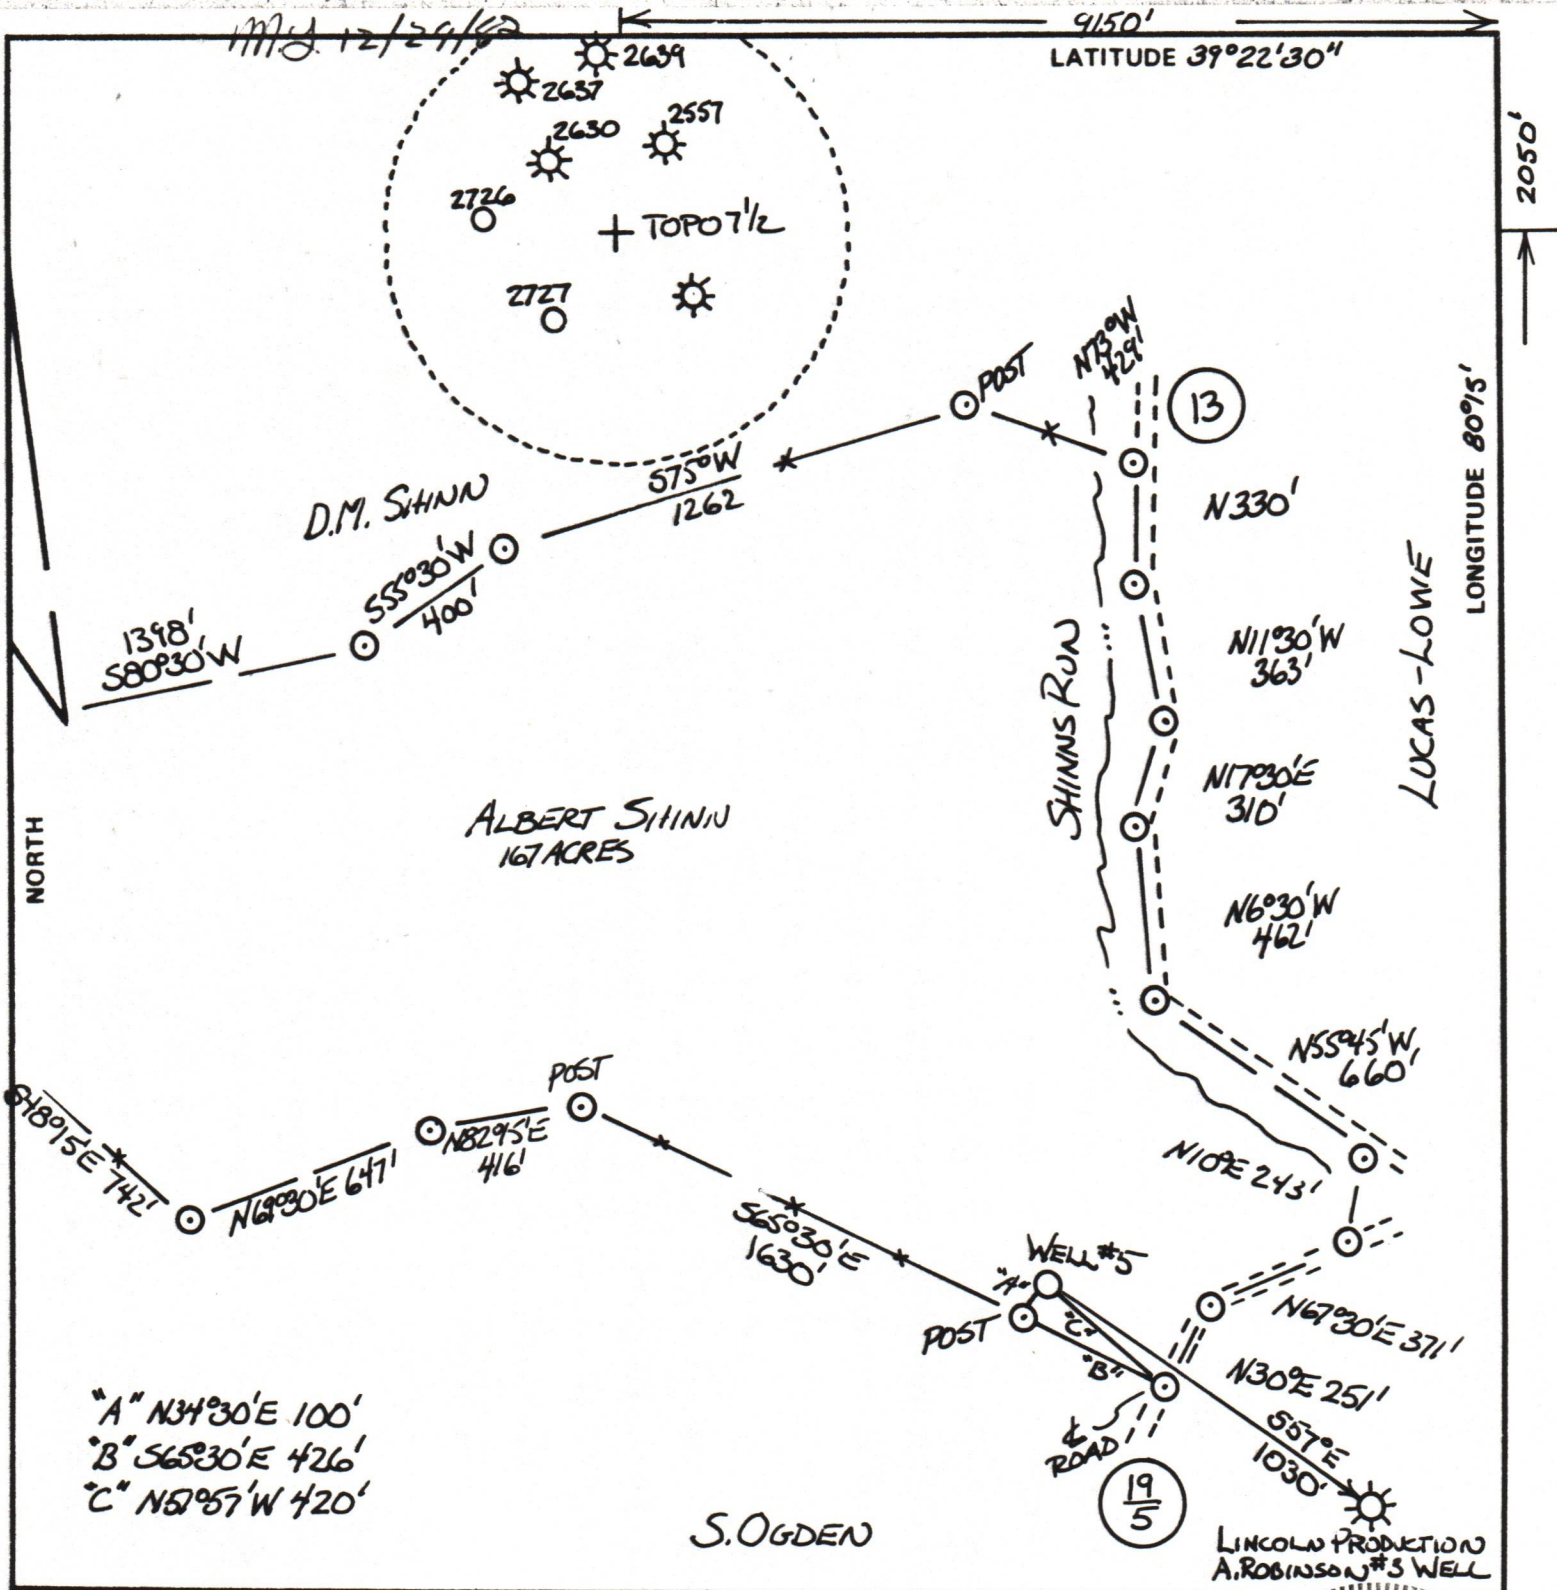 9150'
LATITUDE 39°22'30"
2639
2637
2630
2557
2726
TOPO 7 1/2
2727
2050'
LONGITUDE 80°15'
N73°W
429'
POST
13
S75°W
1262
N330'
D.M. SHINN
S55°30'W
400'
1398'
S80°30'W
SHINNS RUN
N11°30'W
363'
LUCAS-LOWE
N17°30'E
310'
ALBERT SHINN
167 ACRES
NORTH
N6°30'W
462'
N55°45'W
660'
POST
S48°15'E 742'
N82°15'E
416'
N69°30'E 647'
N10°E 243'
S65°30'E
1630'
WELL #5
"A"
"C"
POST
"B"
N67°30'E 371'
N30°E 251'
S57°E
1030'
"A" N34°30'E 100'
"B" S65°30'E 426'
"C" N51°57'W 420'
℄
ROAD
19
5
S. OGDEN
LINCOLN PRODUCTION
A. ROBINSON #3 WELL